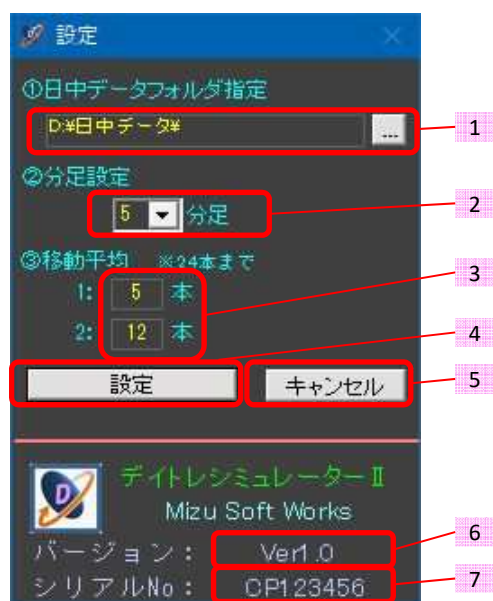 設定
①日中データフォルダ指定
D:¥日中データ¥ ... 1
②分足設定
5 分足 2
③移動平均 ※24本まで 3
1: 5 本
2: 12 本 4
設定 キャンセル 5
D デイトレシミュレーターⅡ
Mizu Soft Works
バージョン： Ver1.0 6
シリアルNo： CP123456 7